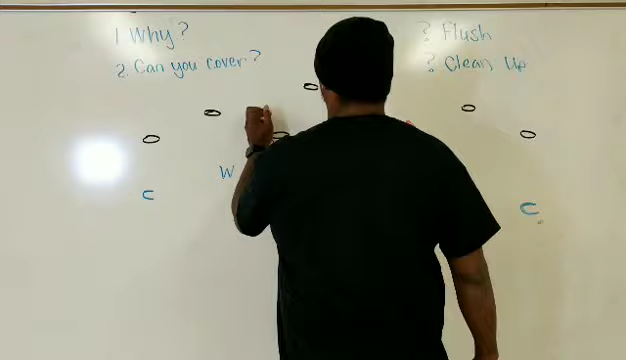 1 Why?
2. Can you cover?
? Flush
? Clean Up
W
C
C